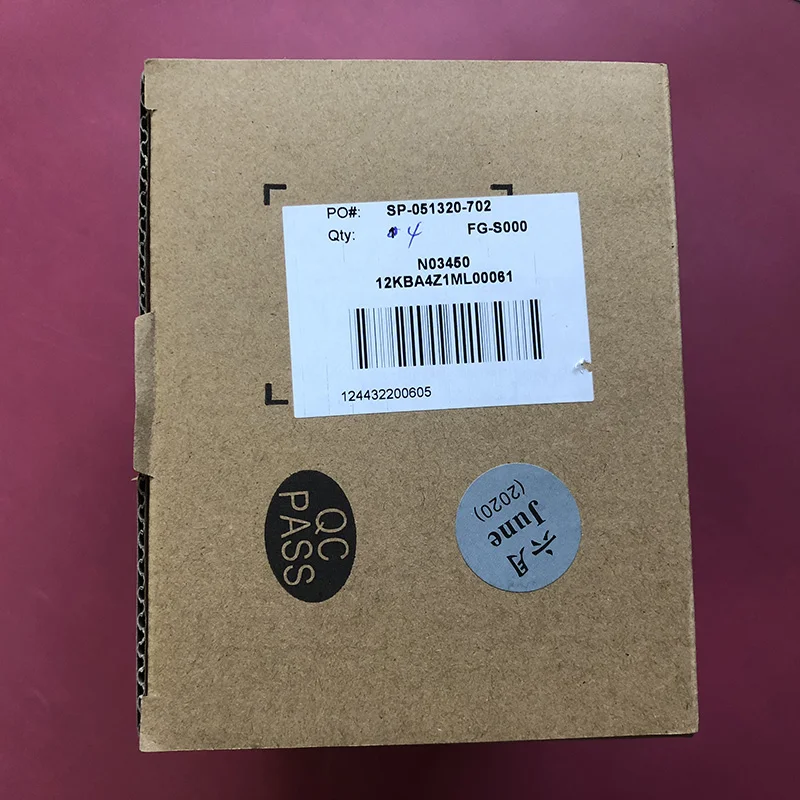 PO#: SP-051320-702
Qty: 4 FG-S000
N03450
12KBA4Z1ML00061
124432200605
QC
PASS
六月
June
(2020)